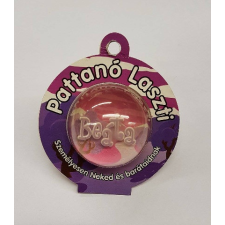 Pattanó Laszti
Személyesen Neked és barátaidnak